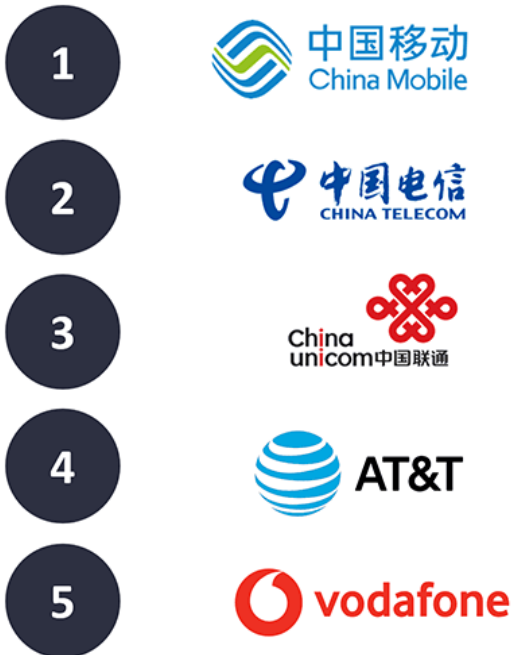 1
中国移动
China Mobile
2
中国电信
CHINA TELECOM
3
China
unicom中国联通
4
AT&T
5
vodafone